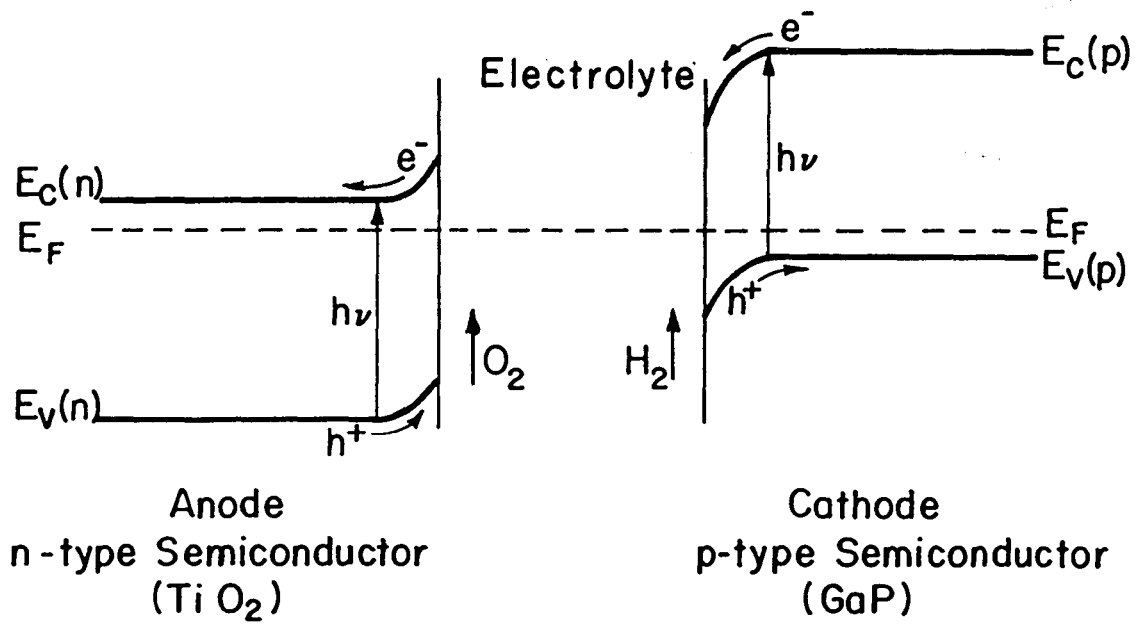 e⁻
E_C(p)
Electrolyte
e⁻
hν
E_C(n)
E_F
E_F
E_V(p)
h⁺
hν
O₂
H₂
E_V(n)
h⁺
Anode
n-type Semiconductor
(TiO₂)
Cathode
p-type Semiconductor
(GaP)